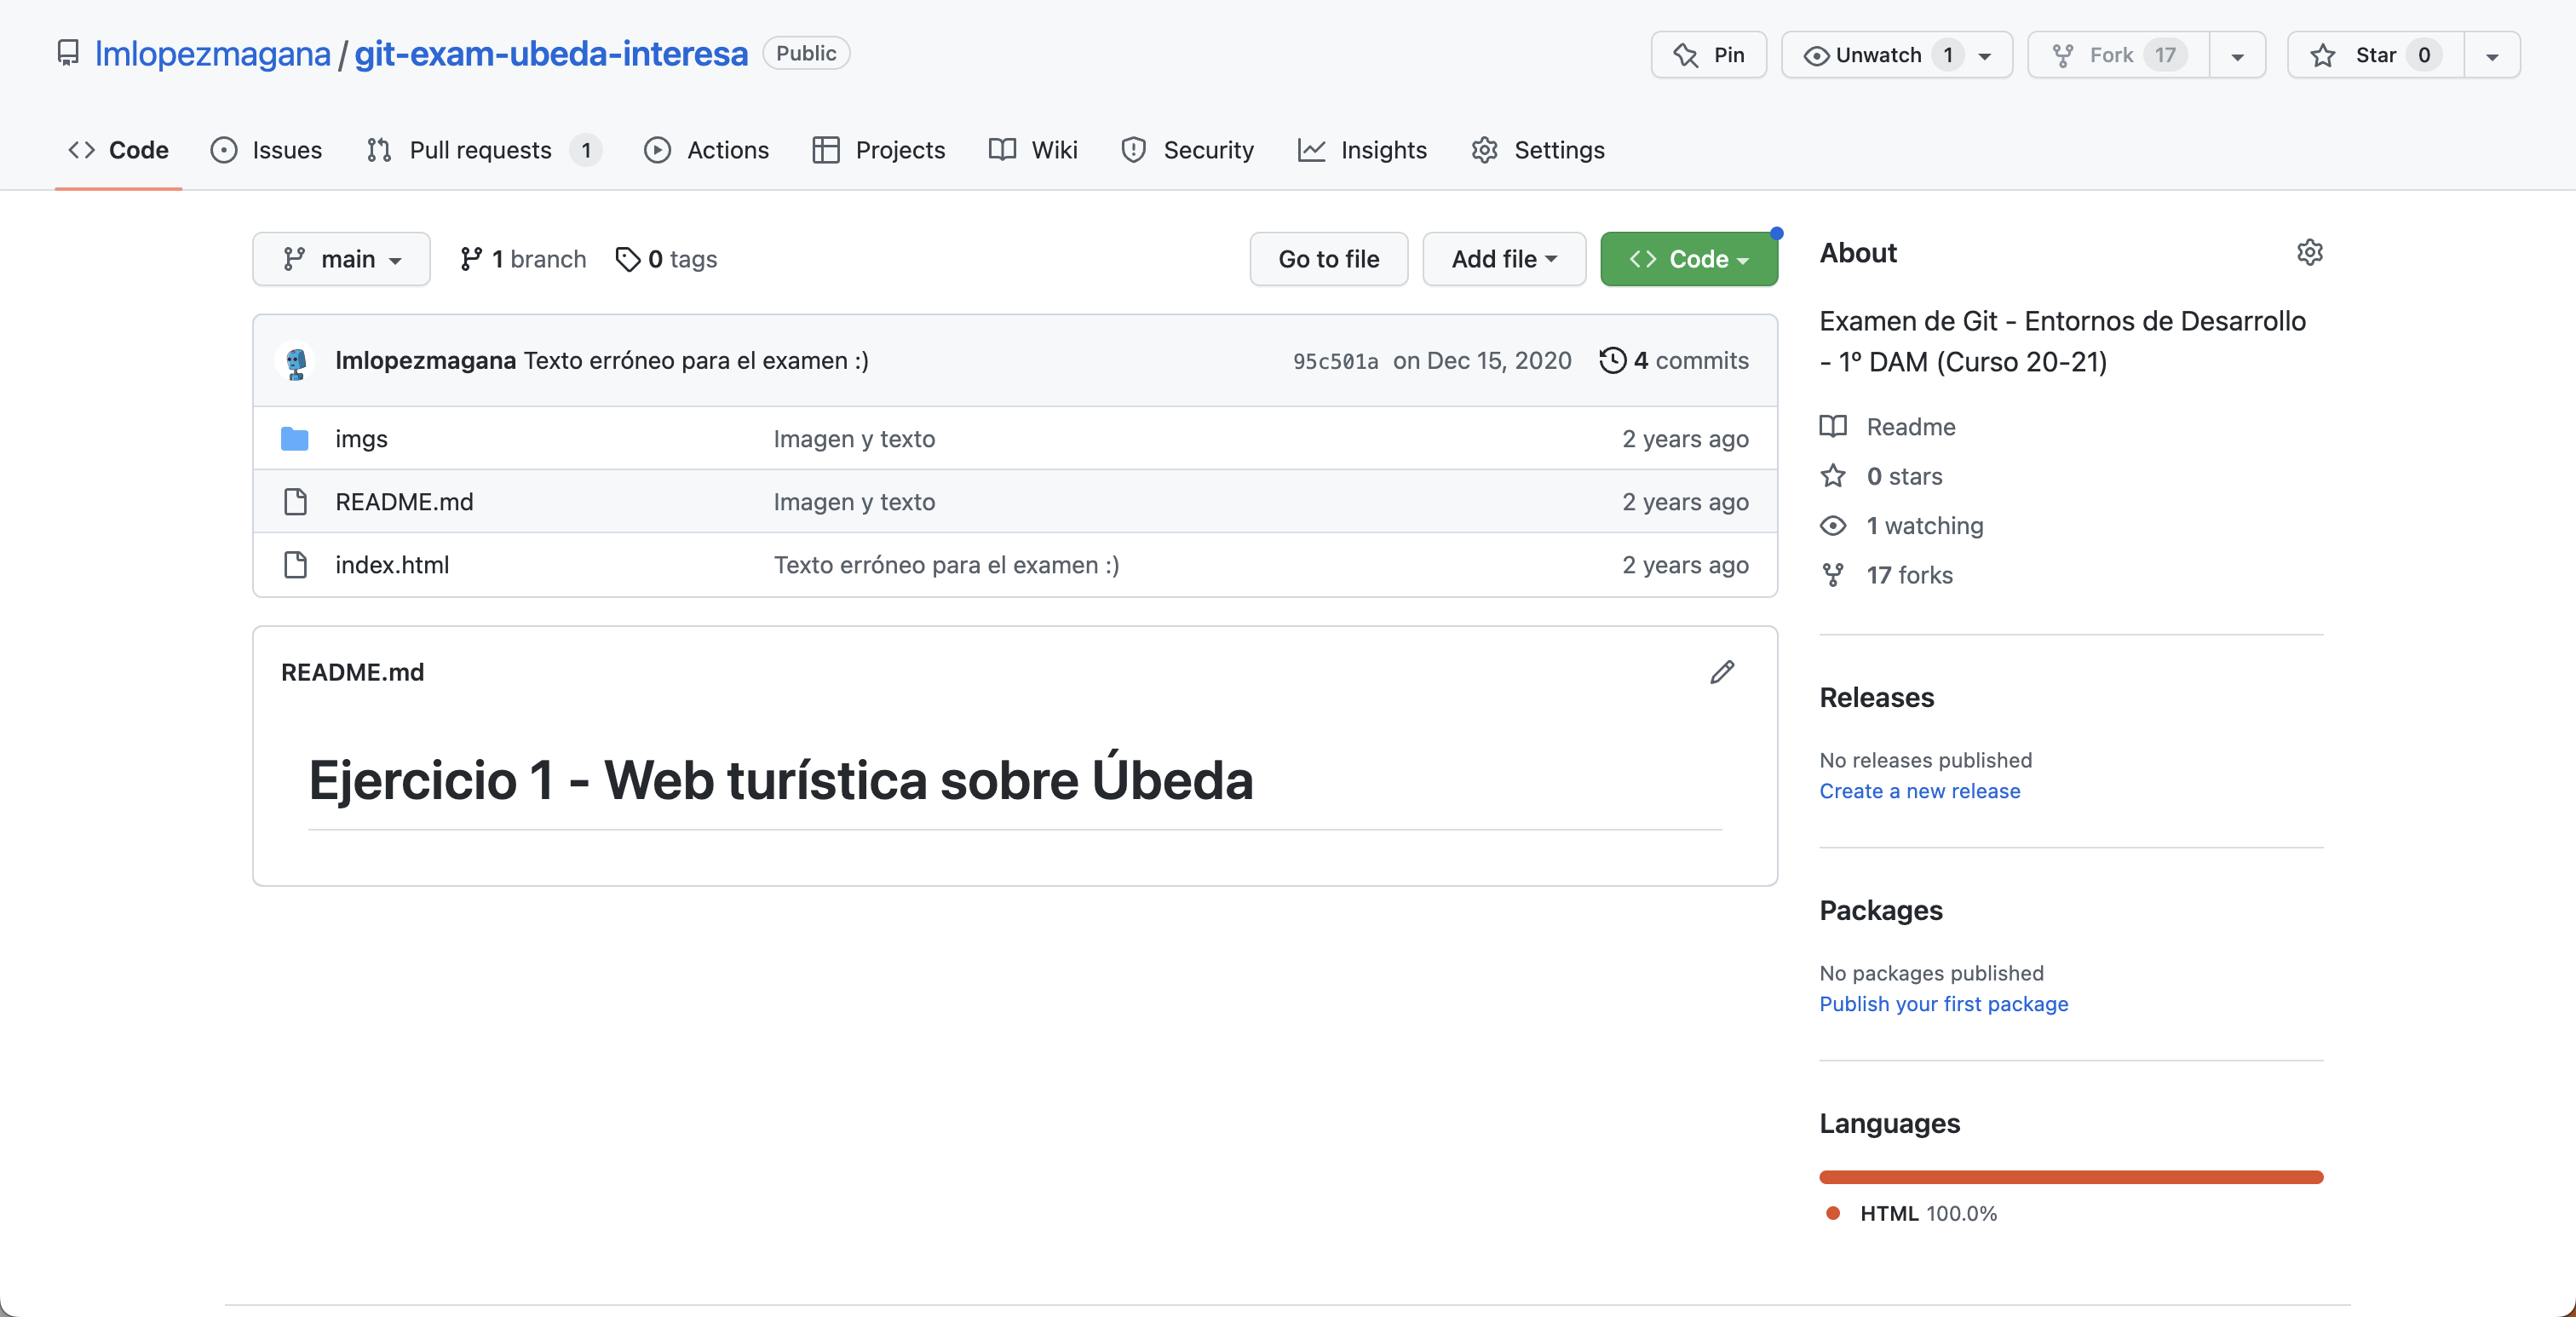 lmlopezmagana / git-exam-ubeda-interesa Public
Pin
Unwatch 1
Fork 17
Star 0
Code
Issues
Pull requests 1
Actions
Projects
Wiki
Security
Insights
Settings
main
1 branch
0 tags
Go to file
Add file
Code
lmlopezmagana Texto erróneo para el examen :) 95c501a on Dec 15, 2020 4 commits
imgs Imagen y texto 2 years ago
README.md Imagen y texto 2 years ago
index.html Texto erróneo para el examen :) 2 years ago
README.md
Ejercicio 1 - Web turística sobre Úbeda
About
Examen de Git - Entornos de Desarrollo
- 1º DAM (Curso 20-21)
Readme
0 stars
1 watching
17 forks
Releases
No releases published
Create a new release
Packages
No packages published
Publish your first package
Languages
HTML 100.0%